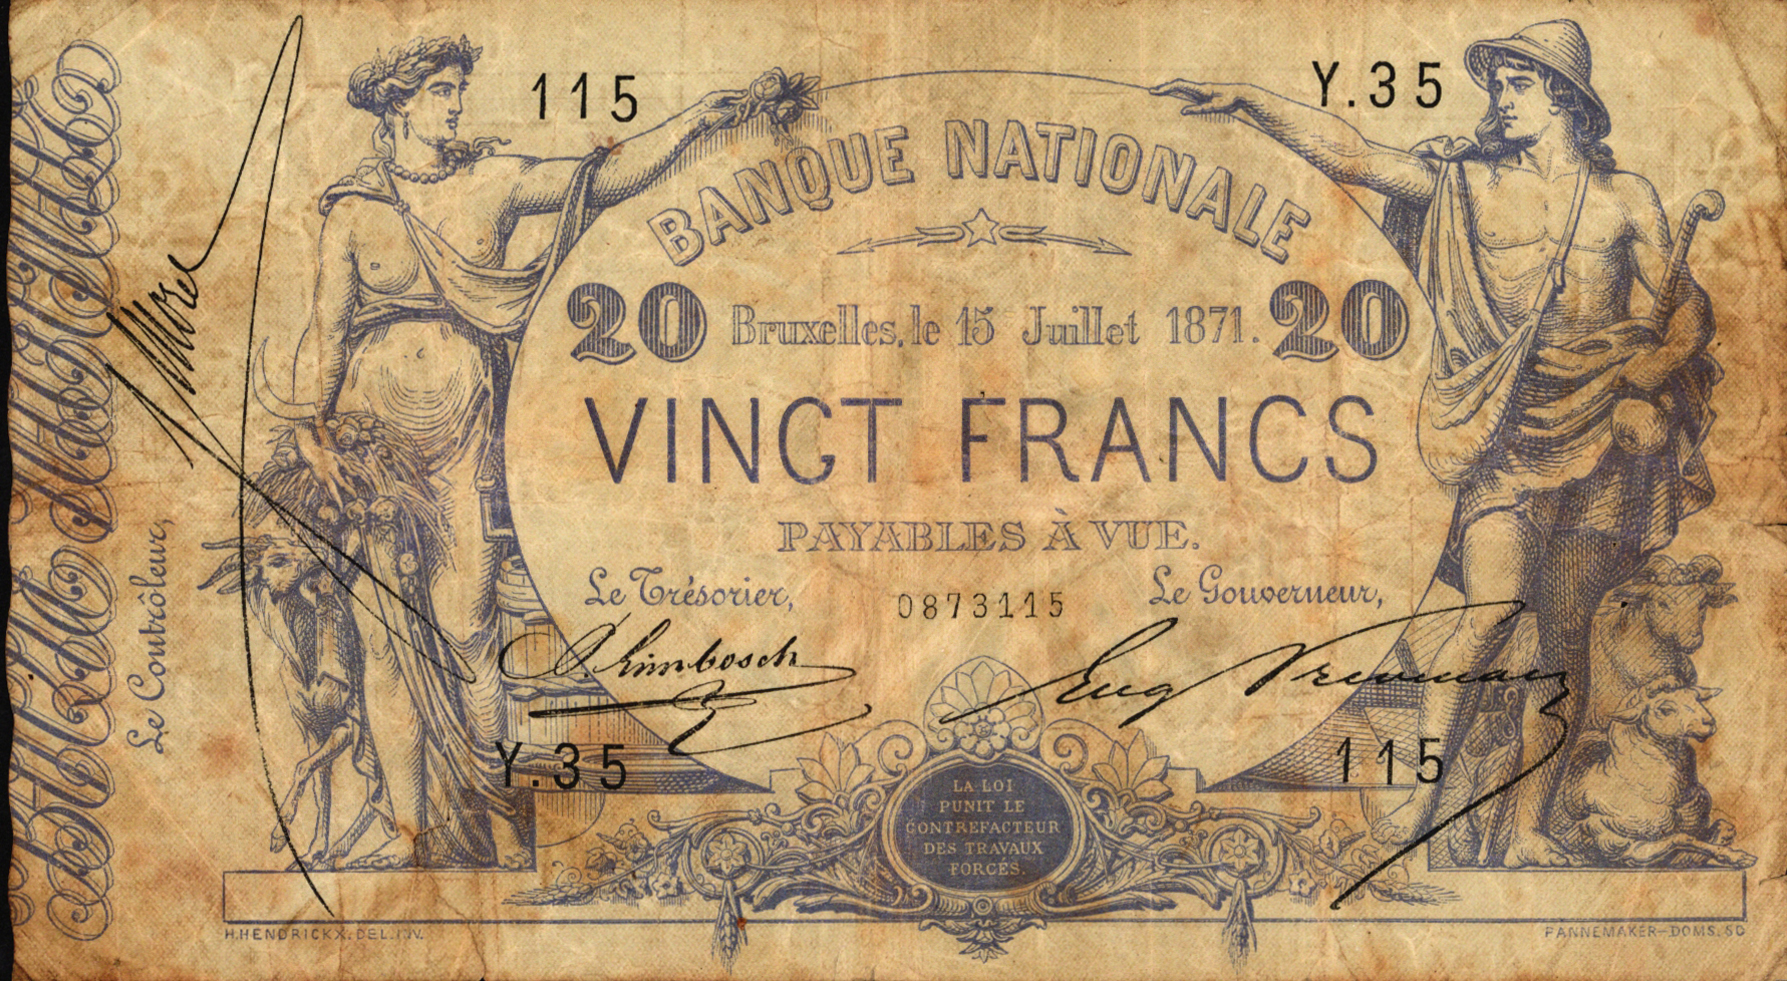 115
Y.35
BANQUE NATIONALE
20 Bruxelles, le 15 Juillet 1871. 20
VINGT FRANCS
PAYABLES À VUE.
Le Contrôleur,
Morel
Le Trésorier,
0873115
Le Gouverneur,
Eug
Y.35
115
LA LOI
PUNIT LE
CONTREFACTEUR
DES TRAVAUX
FORCÉS.
H.HENDRICKX.DEL.INV.
PANNEMAKER–DOMS. SC